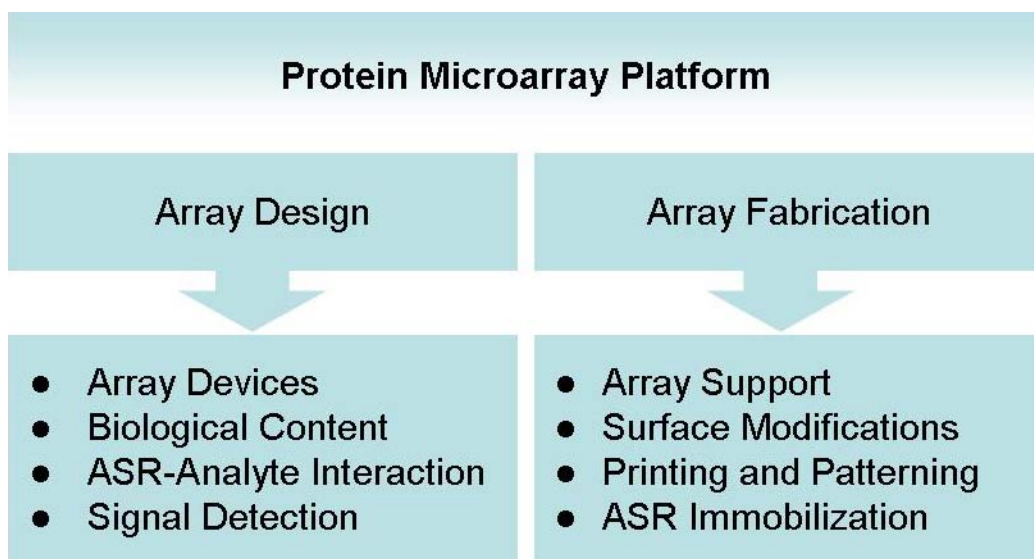 Protein Microarray Platform
Array Design
● Array Devices
● Biological Content
● ASR-Analyte Interaction
● Signal Detection
Array Fabrication
● Array Support
● Surface Modifications
● Printing and Patterning
● ASR Immobilization